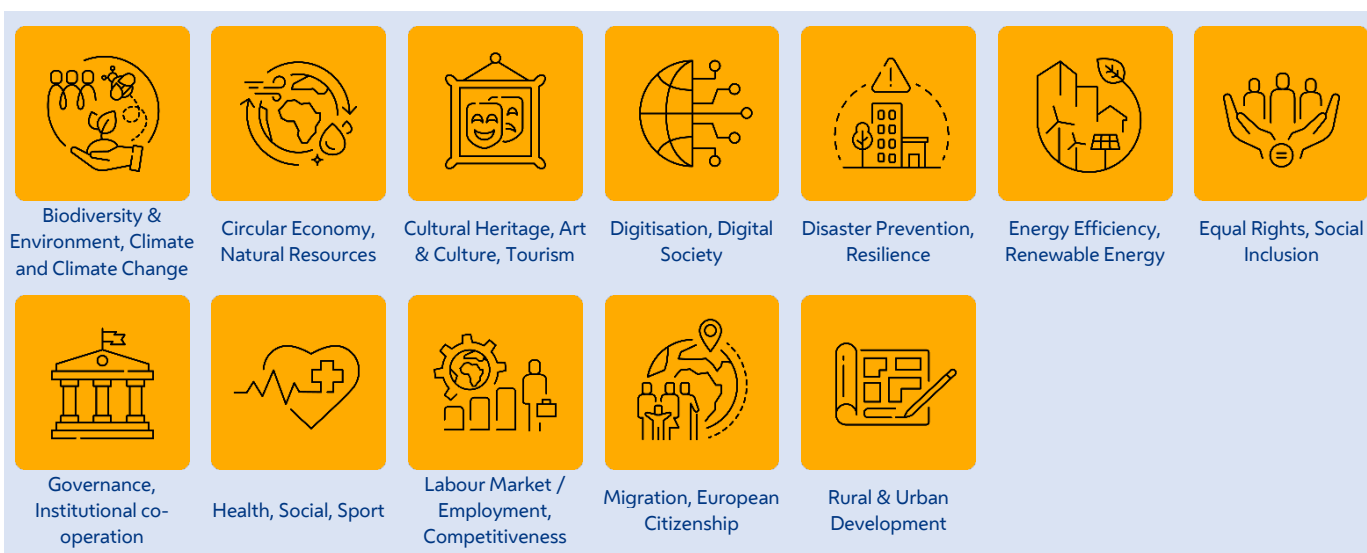 Biodiversity &
Environment, Climate
and Climate Change
Circular Economy,
Natural Resources
Cultural Heritage, Art
& Culture, Tourism
Digitisation, Digital
Society
Disaster Prevention,
Resilience
Energy Efficiency,
Renewable Energy
Equal Rights, Social
Inclusion
Governance,
Institutional co-
operation
Health, Social, Sport
Labour Market /
Employment,
Competitiveness
Migration, European
Citizenship
Rural & Urban
Development